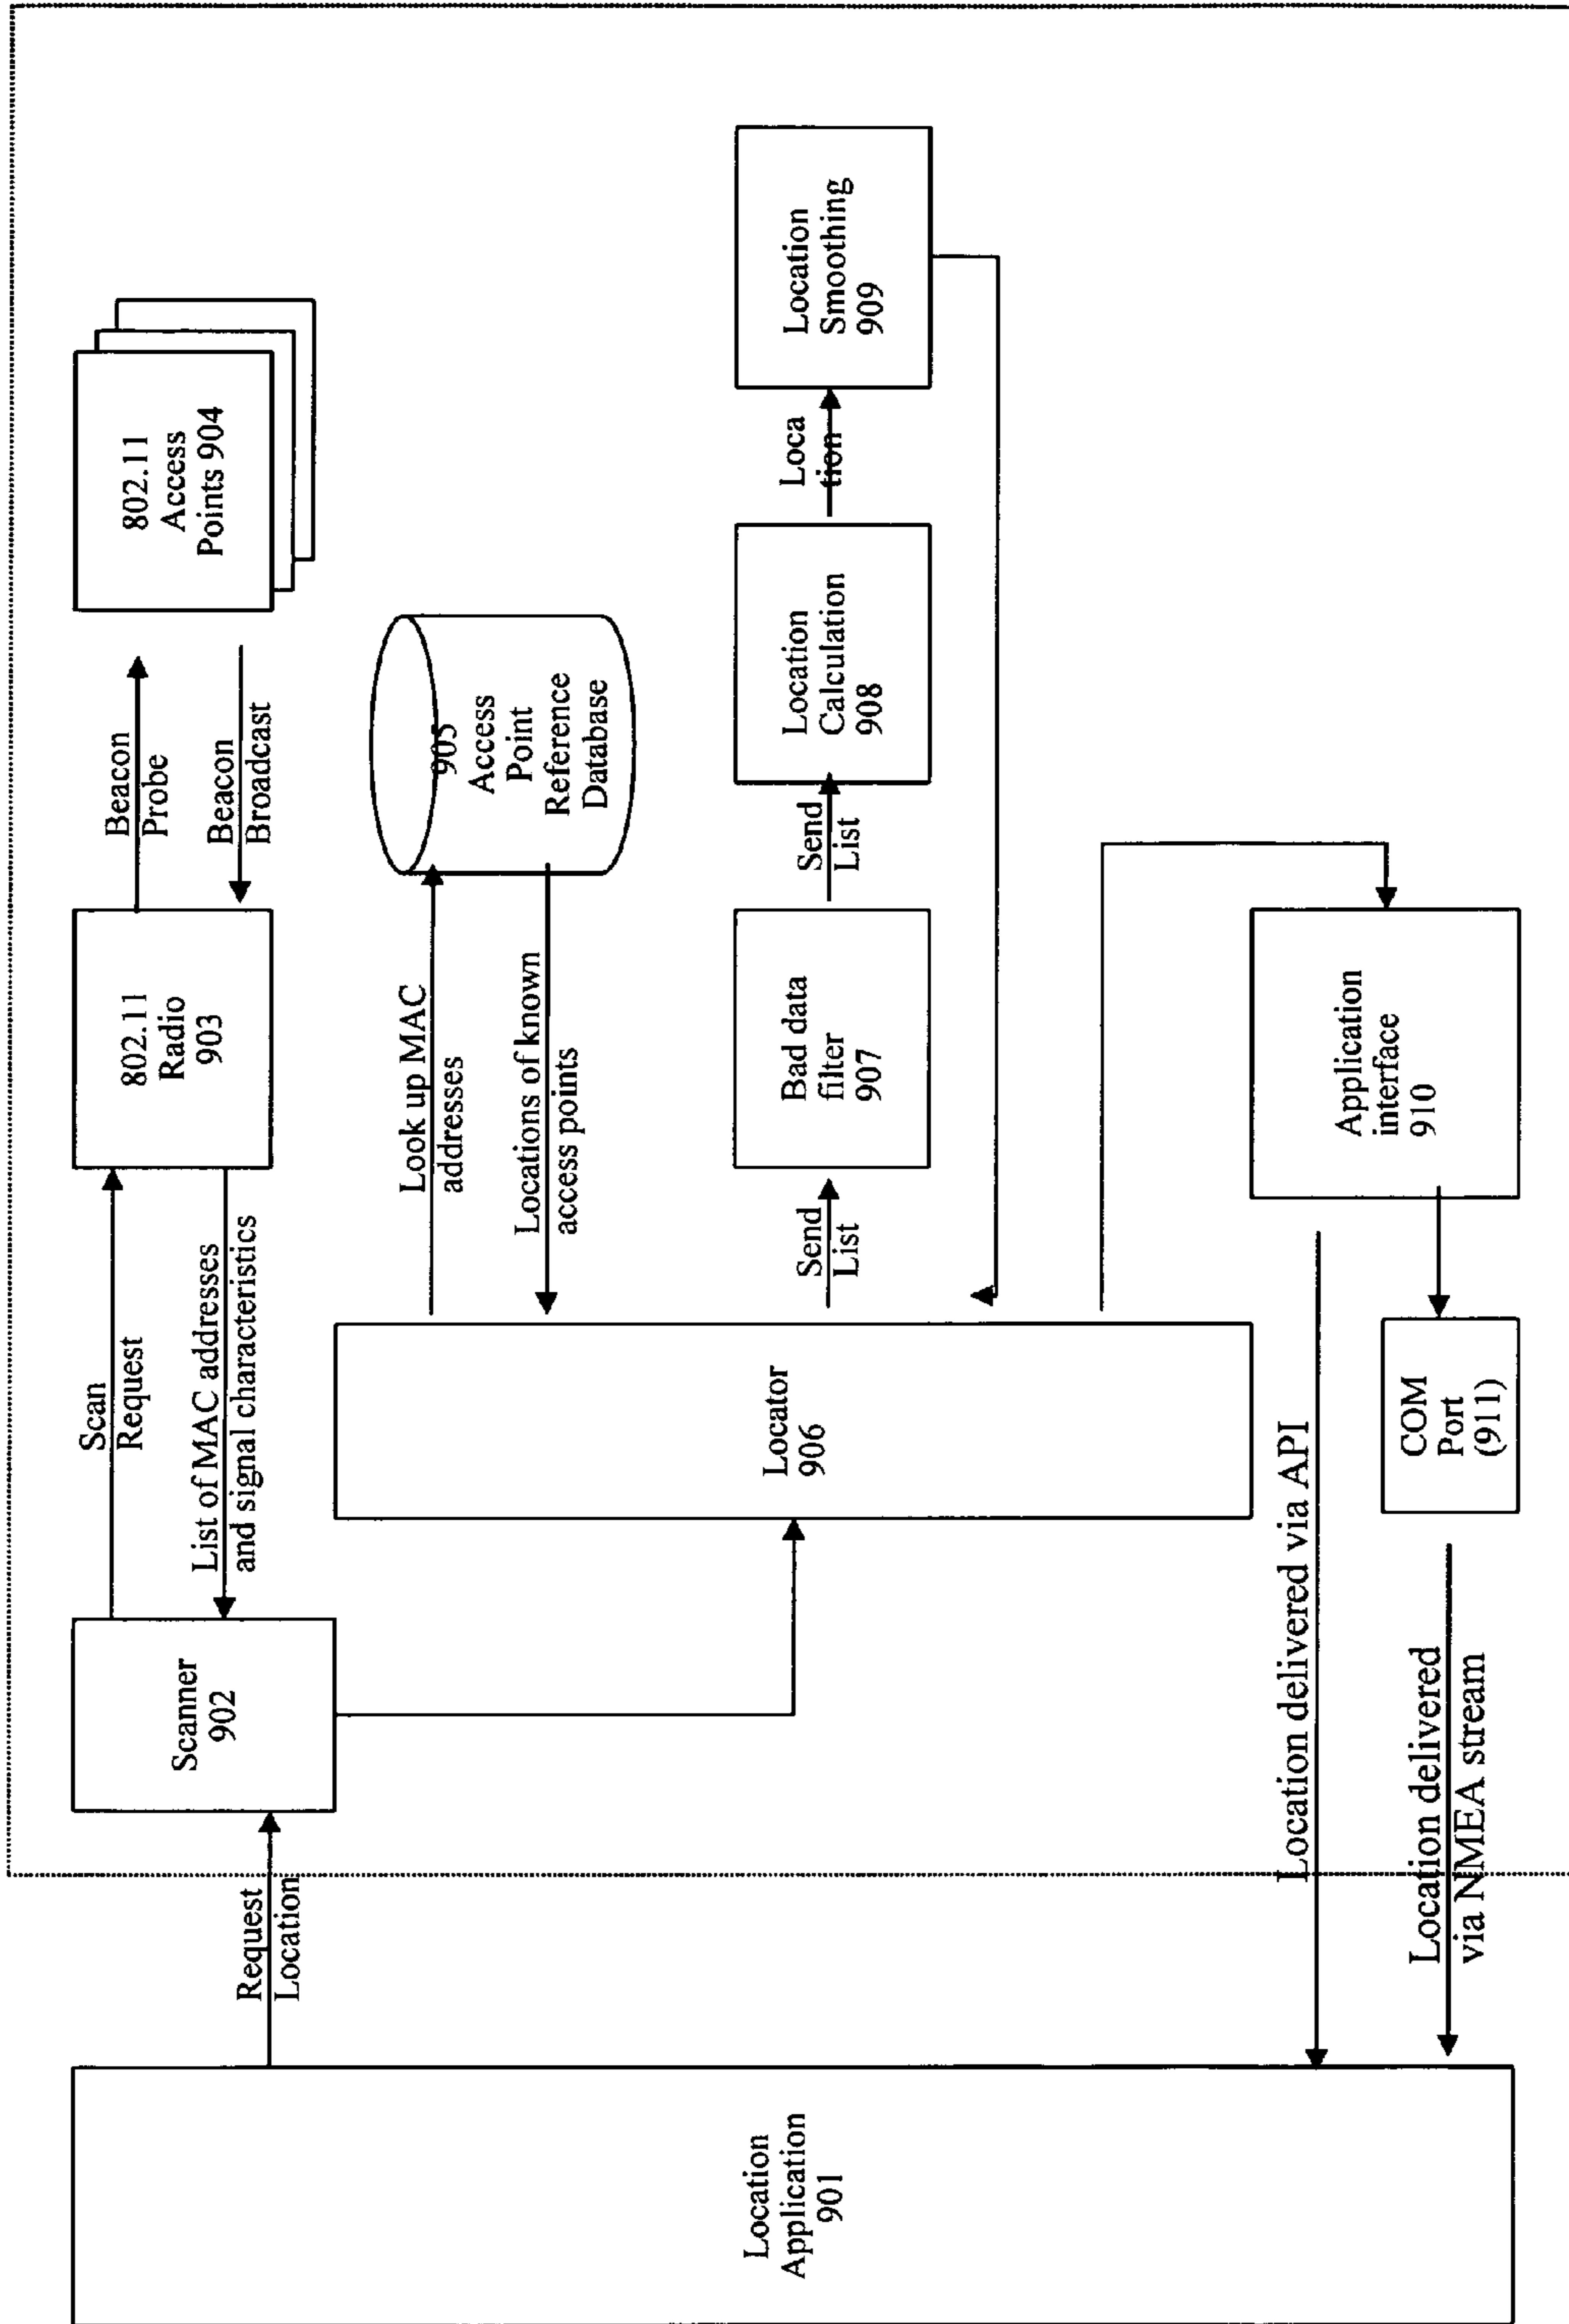 Location
Application
901
Request
Location
Scanner
902
Scan
Request
List of MAC addresses
and signal characteristics
802.11
Radio
903
Beacon
Probe
Beacon
Broadcast
802.11
Access
Points 904
Look up MAC
addresses
Locations of known
access points
905
Access
Point
Reference
Database
Locator
906
Send
List
Bad data
filter
907
Send
List
Location
Calculation
908
Loca
tion
Location
Smoothing
909
Application
interface
910
COM
Port
(911)
Location delivered via API
Location delivered
via NMEA stream